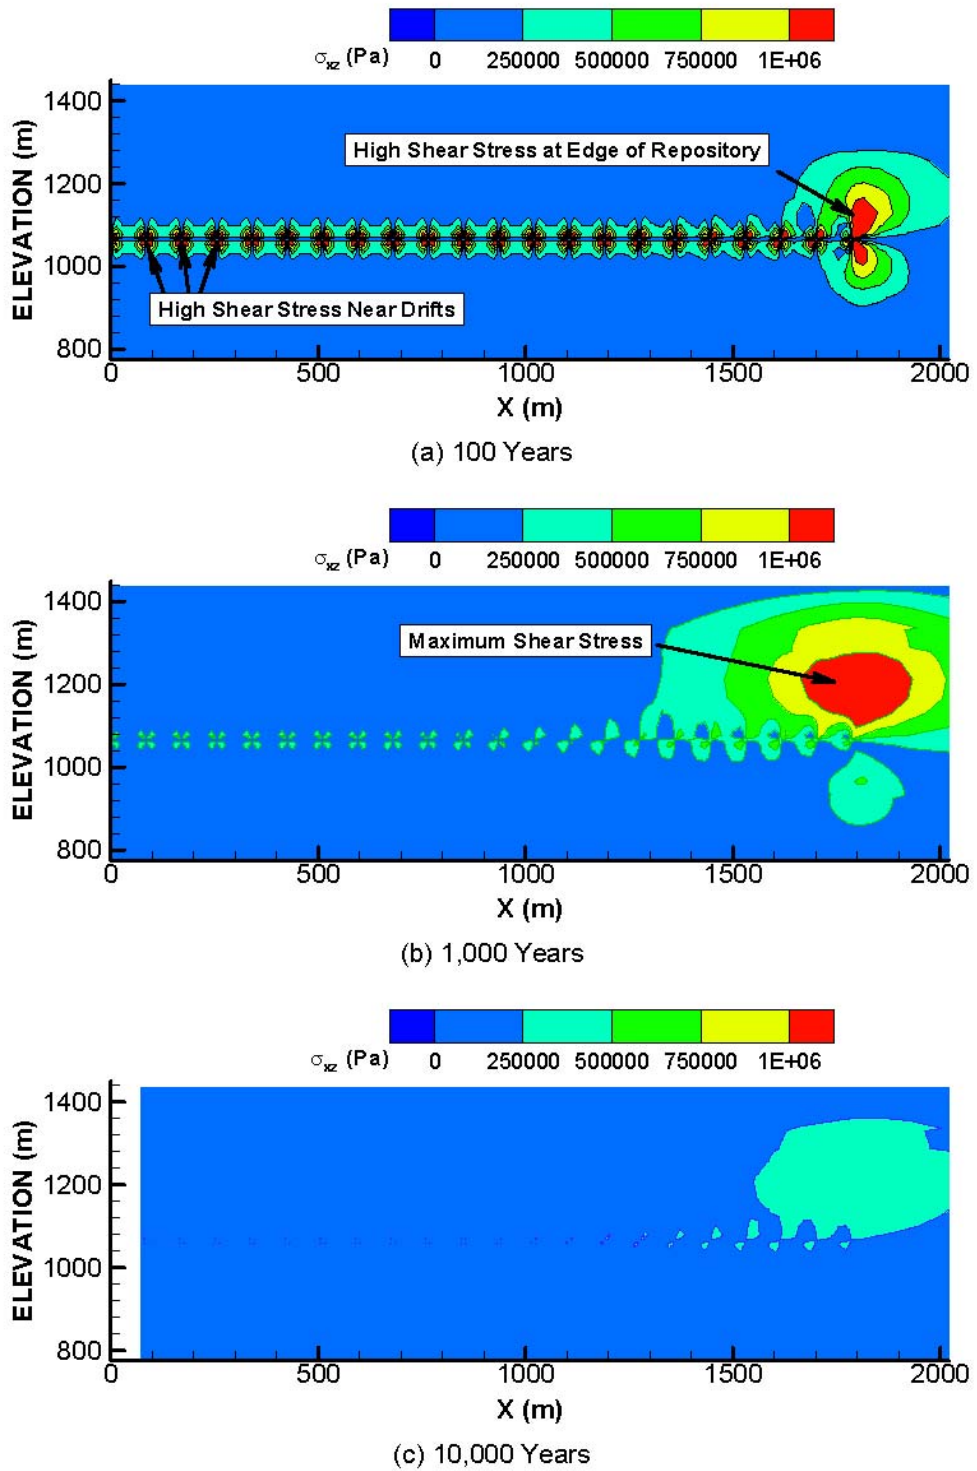 σxz (Pa) 0 250000 500000 750000 1E+06
ELEVATION (m)
1400
1200
1000
800
High Shear Stress at Edge of Repository
High Shear Stress Near Drifts
0 500 1000 1500 2000
X (m)
(a) 100 Years
σxz (Pa) 0 250000 500000 750000 1E+06
ELEVATION (m)
1400
1200
1000
800
Maximum Shear Stress
0 500 1000 1500 2000
X (m)
(b) 1,000 Years
σxz (Pa) 0 250000 500000 750000 1E+06
ELEVATION (m)
1400
1200
1000
800
0 500 1000 1500 2000
X (m)
(c) 10,000 Years